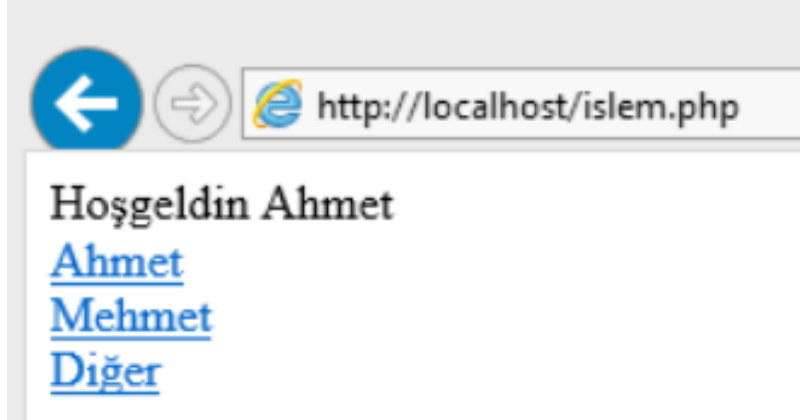 http://localhost/islem.php
Hoşgeldin Ahmet
Ahmet
Mehmet
Diğer